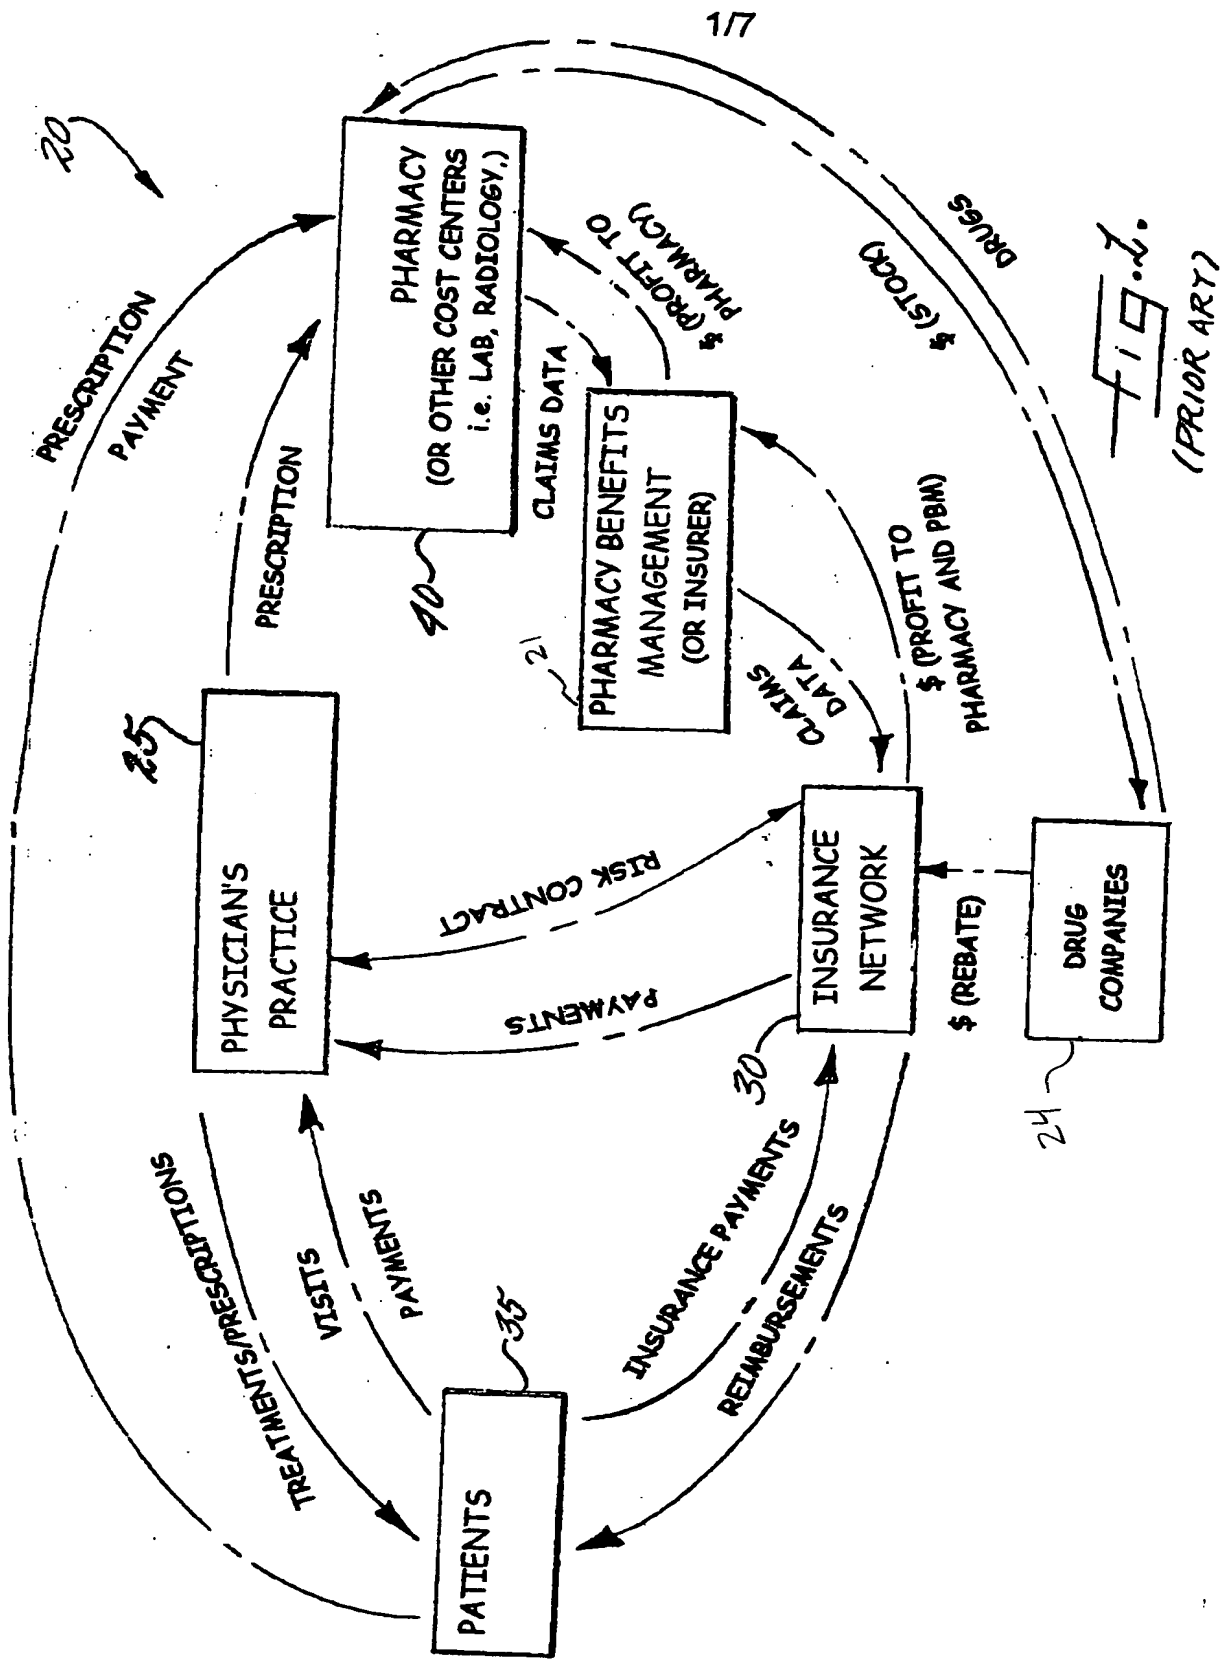 1/7
20
PRESCRIPTION
PAYMENT
PRESCRIPTION
25
PHYSICIAN'S
PRACTICE
PHARMACY
(OR OTHER COST CENTERS
i.e. LAB, RADIOLOGY,)
40
CLAIMS DATA
$ (PROFIT TO
PHARMACY)
21
PHARMACY BENEFITS
MANAGEMENT
(OR INSURER)
TREATMENTS/PRESCRIPTIONS
VISITS
PAYMENTS
RISK CONTRACT
PAYMENTS
CLAIMS
DATA
$ (PROFIT TO
PHARMACY AND PBM)
PATIENTS
35
INSURANCE PAYMENTS
REIMBURSEMENTS
30
INSURANCE
NETWORK
$ (REBATE)
24
DRUG
COMPANIES
$ (STOCK)
DRUGS
Fig. 1.
(PRIOR ART)